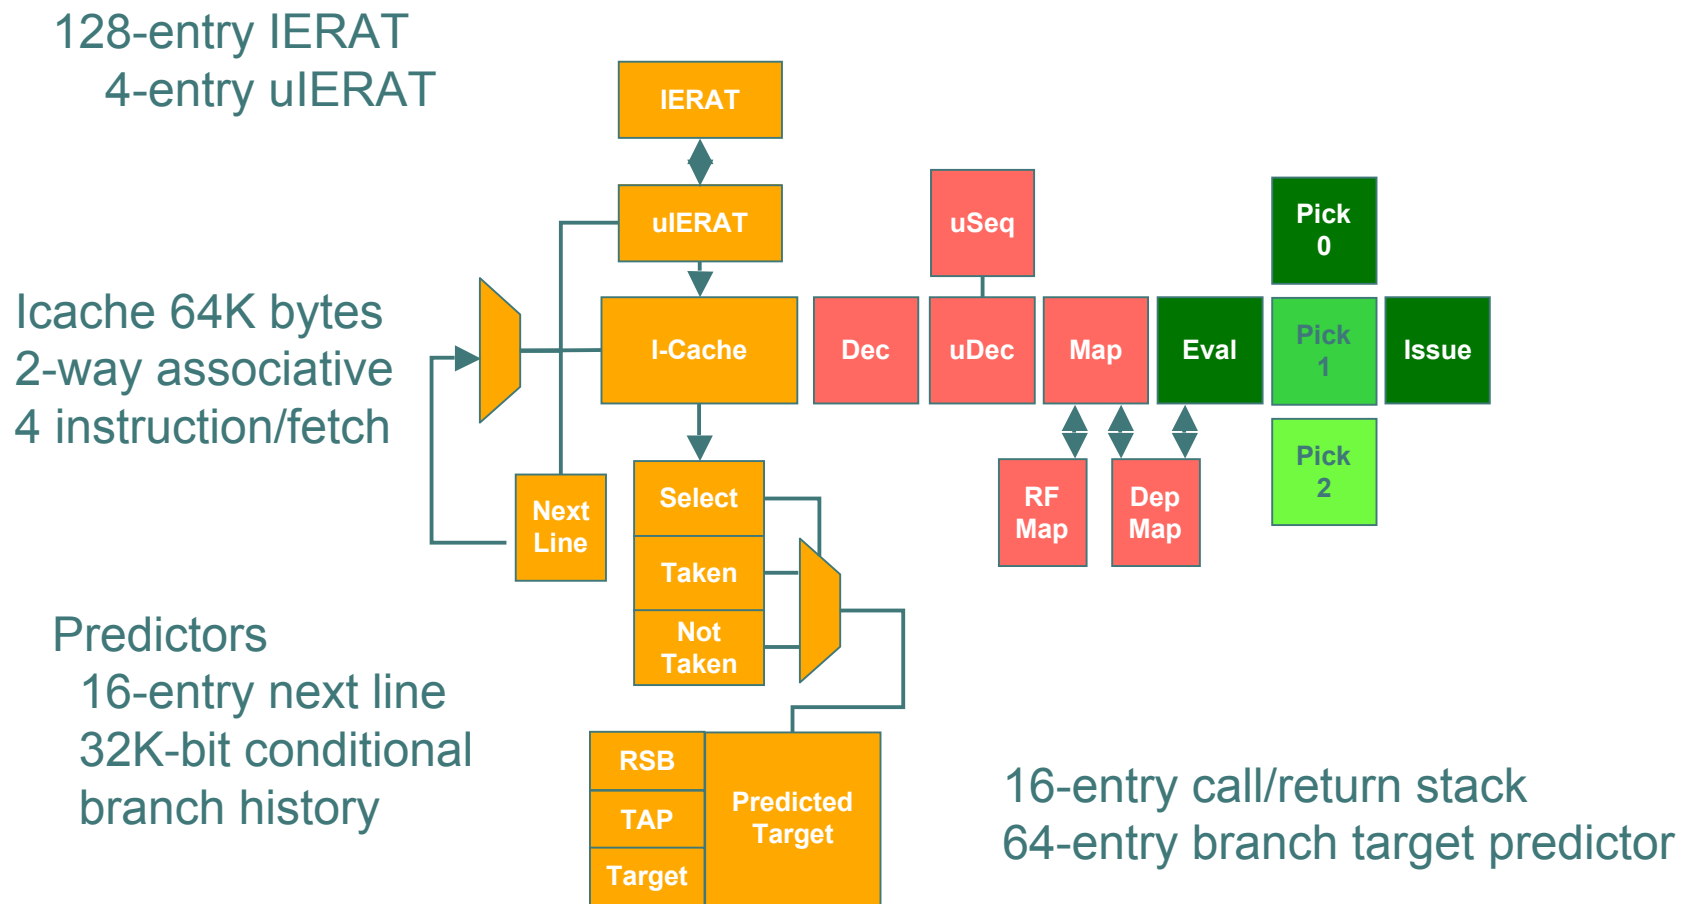 128-entry IERAT
4-entry uIERAT
IERAT
uIERAT
uSeq
Pick
0
Icache 64K bytes
2-way associative
4 instruction/fetch
I-Cache
Dec
uDec
Map
Eval
Pick
1
Issue
Next
Line
Select
Taken
Not
Taken
RF
Map
Dep
Map
Pick
2
Predictors
16-entry next line
32K-bit conditional
branch history
RSB
TAP
Target
Predicted
Target
16-entry call/return stack
64-entry branch target predictor